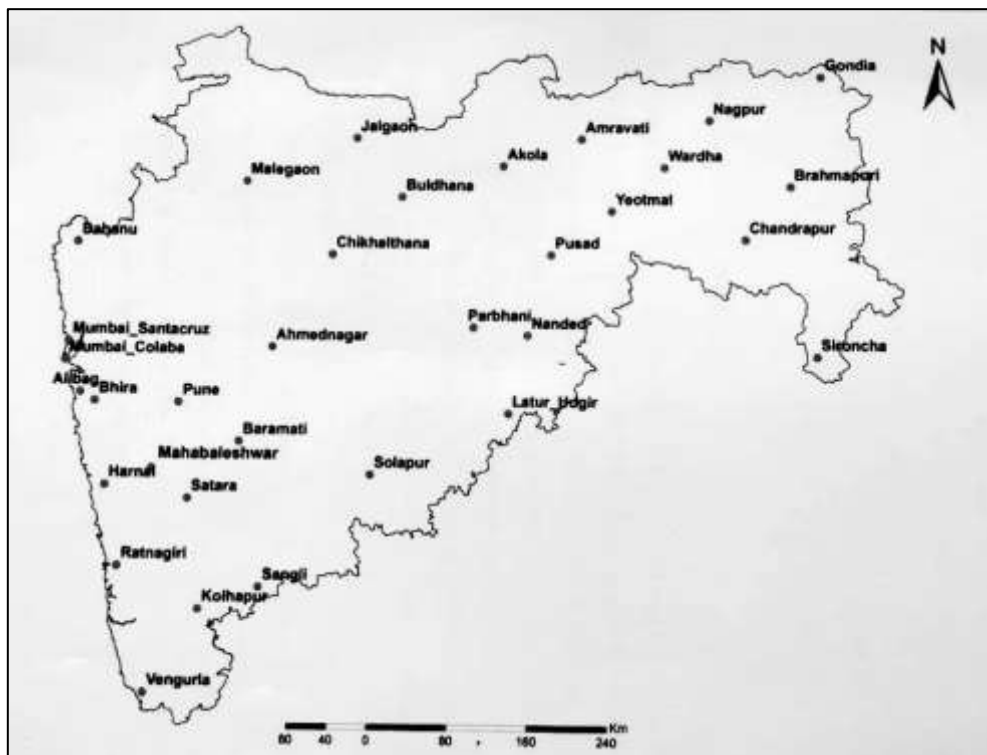 N
Gondia
Nagpur
Jalgaon
Amravati
Akola
Wardha
Malegaon
Buldhana
Brahmapuri
Yeotmal
Bahanu
Chikhalthana
Pusad
Chandrapur
Parbhani
Mumbai_Santacruz
Ahmednagar
Nanded
Mumbai_Colaba
Sironcha
Alibag
Bhira
Pune
Latur_Udgir
Baramati
Mahabaleshwar
Harnai
Solapur
Satara
Ratnagiri
Sangli
Kolhapur
Vengurla
Km
80 40 0 80 160 240